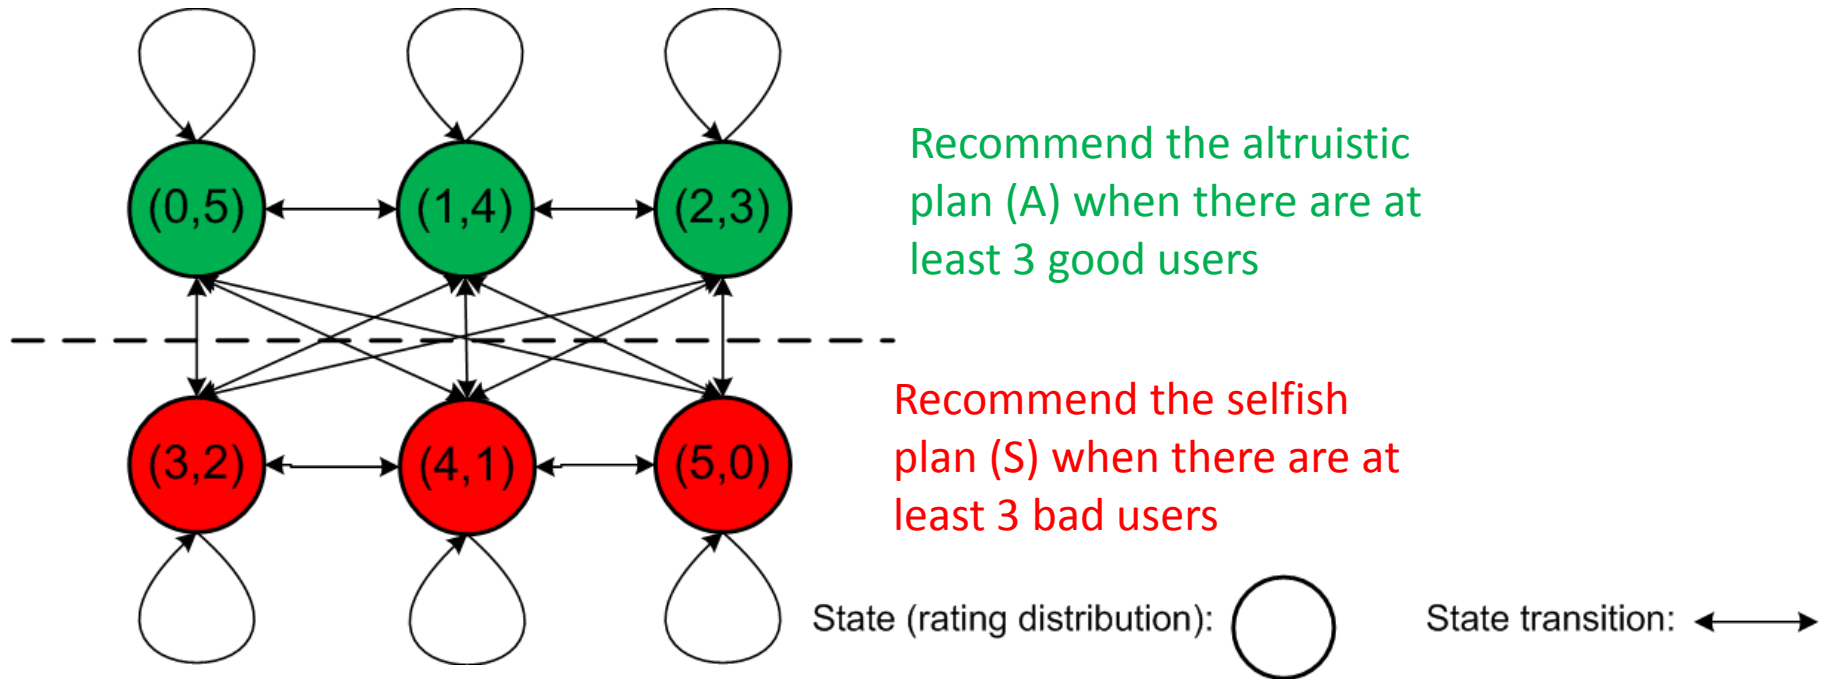 (0,5)
(1,4)
(2,3)
Recommend the altruistic
plan (A) when there are at
least 3 good users
(3,2)
(4,1)
(5,0)
Recommend the selfish
plan (S) when there are at
least 3 bad users
State (rating distribution):
State transition: